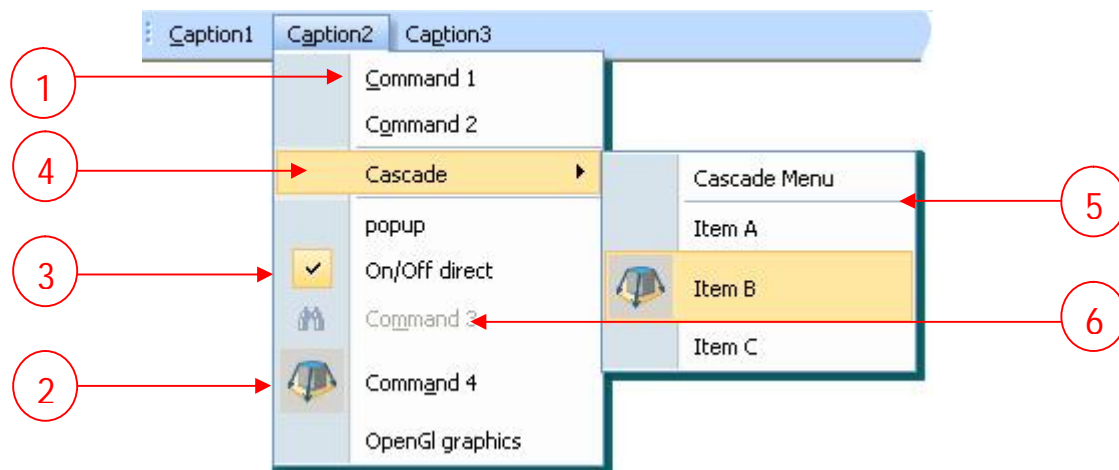 Caption1 Caption2 Caption3
1
Command 1
Command 2
4
Cascade
Cascade Menu
5
popup
Item A
3
On/Off direct
Item B
Command 3
6
Item C
2
Command 4
OpenGl graphics